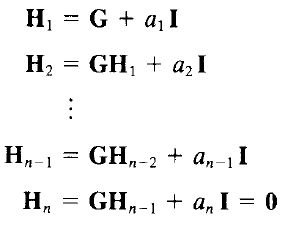 H₁ = G + a₁I
H₂ = GH₁ + a₂I
⋮
Hₙ₋₁ = GHₙ₋₂ + aₙ₋₁I
Hₙ = GHₙ₋₁ + aₙI = 0